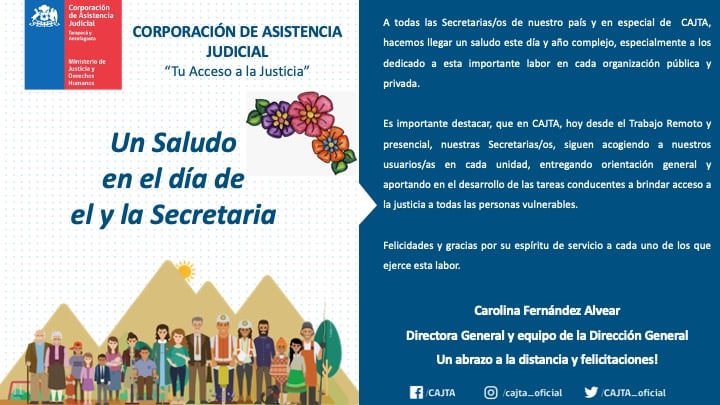 Corporación
de Asistencia
Judicial
Tarapacá y
Antofagasta
Ministerio de
Justicia y
Derechos
Humanos
CORPORACIÓN DE ASISTENCIA
JUDICIAL
“Tu Acceso a la Justicia”
Un Saludo
en el día de
el y la Secretaria
A todas las Secretarias/os de nuestro país y en especial de CAJTA,
hacemos llegar un saludo este día y año complejo, especialmente a los
dedicado a esta importante labor en cada organización pública y
privada.
Es importante destacar, que en CAJTA, hoy desde el Trabajo Remoto y
presencial, nuestras Secretarias/os, siguen acogiendo a nuestros
usuarios/as en cada unidad, entregando orientación general y
aportando en el desarrollo de las tareas conducentes a brindar acceso a
la justicia a todas las personas vulnerables.
Felicidades y gracias por su espíritu de servicio a cada uno de los que
ejerce esta labor.
Carolina Fernández Alvear
Directora General y equipo de la Dirección General
Un abrazo a la distancia y felicitaciones!
/CAJTA /cajta_oficial /CAJTA_oficial